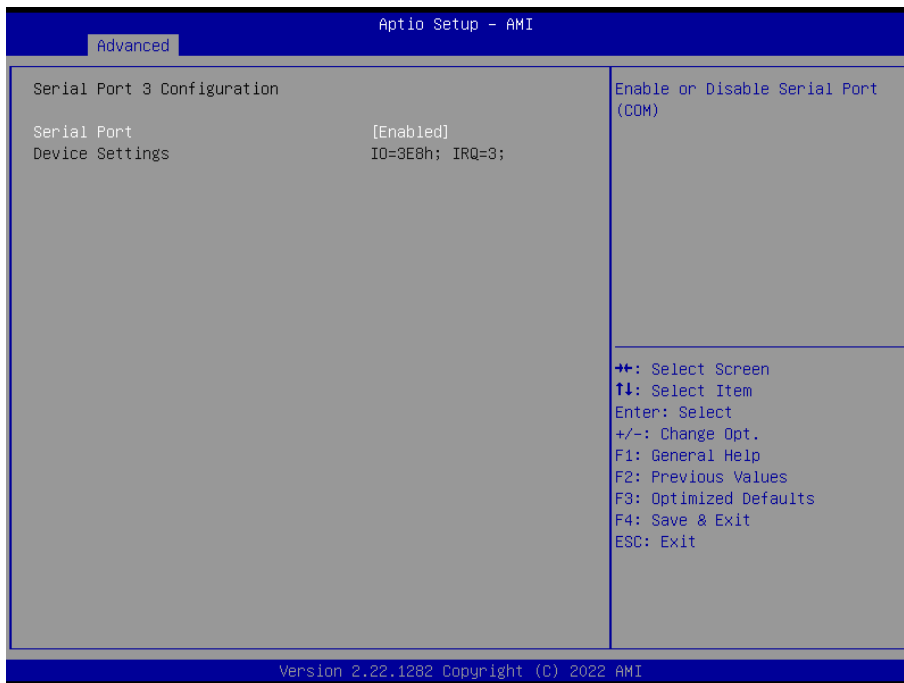 Aptio Setup – AMI
Advanced
Serial Port 3 Configuration
Serial Port [Enabled]
Device Settings IO=3E8h; IRQ=3;
Enable or Disable Serial Port
(COM)
→←: Select Screen
↑↓: Select Item
Enter: Select
+/-: Change Opt.
F1: General Help
F2: Previous Values
F3: Optimized Defaults
F4: Save & Exit
ESC: Exit
Version 2.22.1282 Copyright (C) 2022 AMI